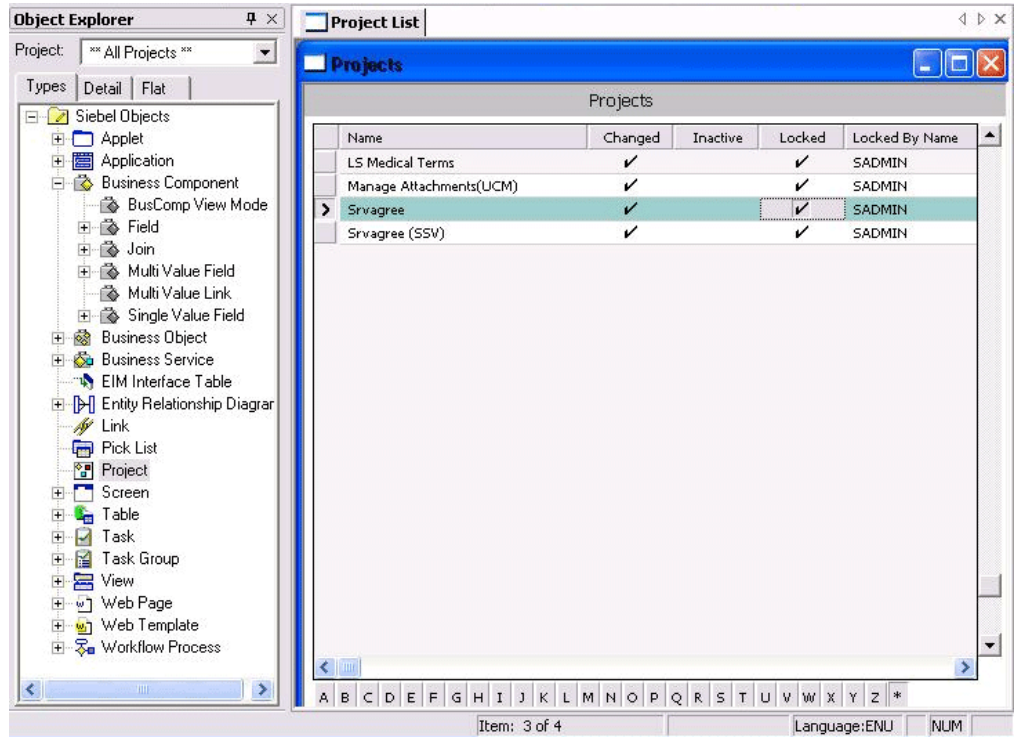 Object Explorer
Project: ** All Projects **
Types Detail Flat
Siebel Objects
Applet
Application
Business Component
BusComp View Mode
Field
Join
Multi Value Field
Multi Value Link
Single Value Field
Business Object
Business Service
EIM Interface Table
Entity Relationship Diagrar
Link
Pick List
Project
Screen
Table
Task
Task Group
View
Web Page
Web Template
Workflow Process
Project List
Projects
Projects
Name Changed Inactive Locked Locked By Name
LS Medical Terms ✔ ✔ SADMIN
Manage Attachments(UCM) ✔ ✔ SADMIN
Srvagree ✔ ✔ SADMIN
Srvagree (SSV) ✔ ✔ SADMIN
A B C D E F G H I J K L M N O P Q R S T U V W X Y Z *
Item: 3 of 4 Language:ENU NUM